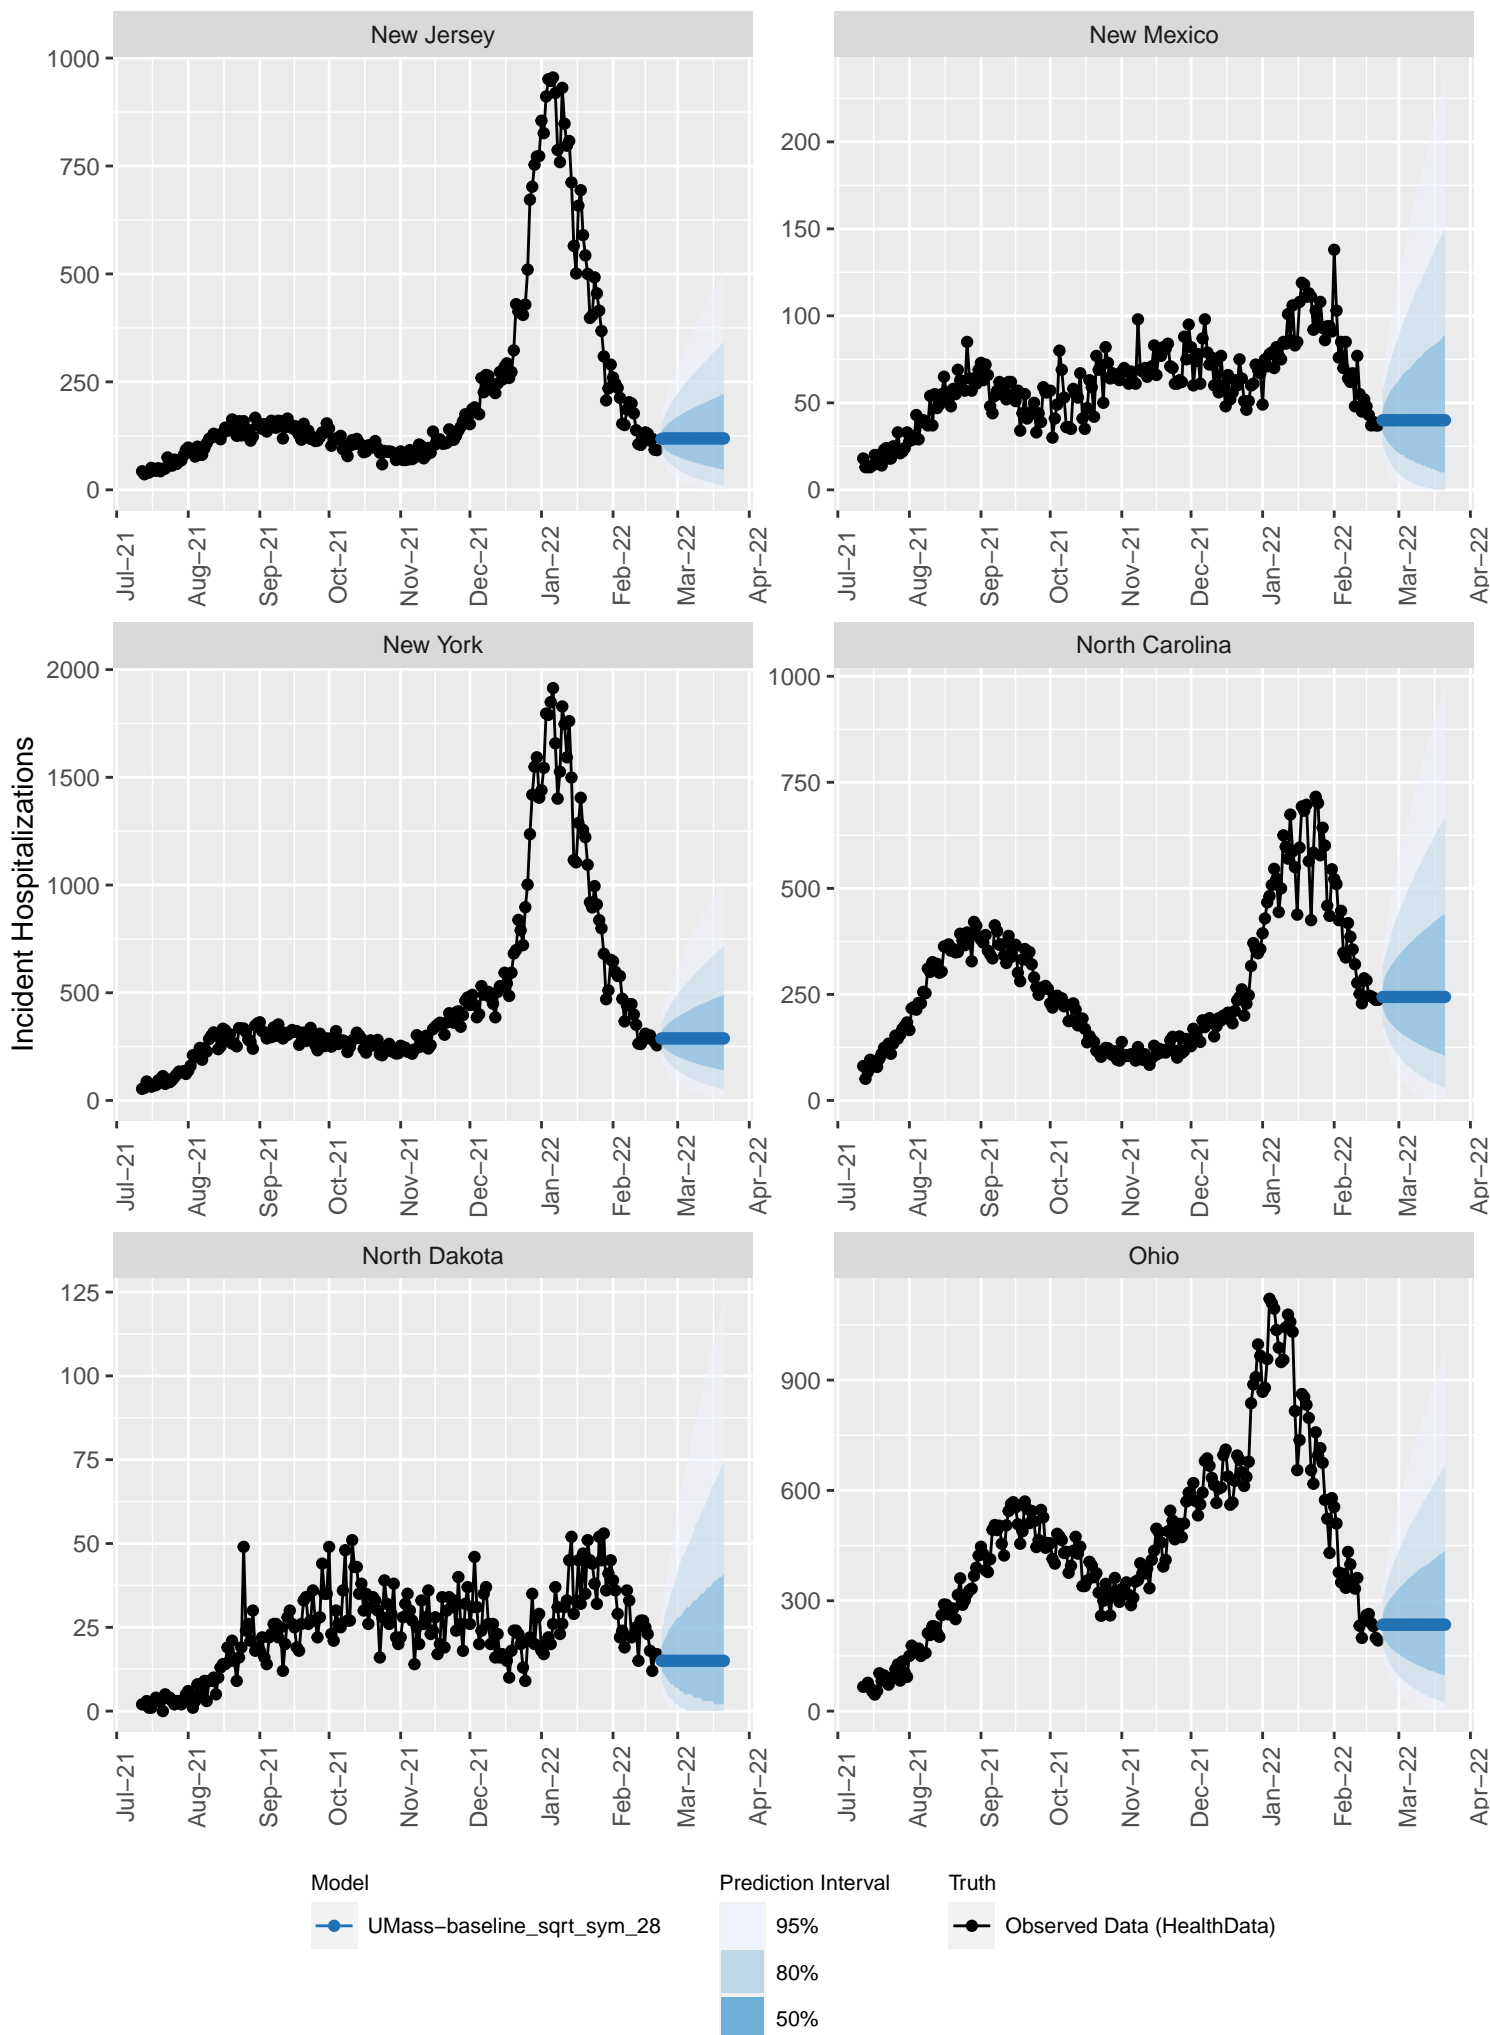 New Jersey
New Mexico
1000
750
500
250
0
200
150
100
50
0
Jul−21
Aug−21
Sep−21
Oct−21
Nov−21
Dec−21
Jan−22
Feb−22
Mar−22
Apr−22
Jul−21
Aug−21
Sep−21
Oct−21
Nov−21
Dec−21
Jan−22
Feb−22
Mar−22
Apr−22
New York
North Carolina
Incident Hospitalizations
2000
1500
1000
500
0
1000
750
500
250
0
Jul−21
Aug−21
Sep−21
Oct−21
Nov−21
Dec−21
Jan−22
Feb−22
Mar−22
Apr−22
Jul−21
Aug−21
Sep−21
Oct−21
Nov−21
Dec−21
Jan−22
Feb−22
Mar−22
Apr−22
North Dakota
Ohio
125
100
75
50
25
0
900
600
300
0
Jul−21
Aug−21
Sep−21
Oct−21
Nov−21
Dec−21
Jan−22
Feb−22
Mar−22
Apr−22
Jul−21
Aug−21
Sep−21
Oct−21
Nov−21
Dec−21
Jan−22
Feb−22
Mar−22
Apr−22
Model
UMass−baseline_sqrt_sym_28
Prediction Interval
95%
80%
50%
Truth
Observed Data (HealthData)